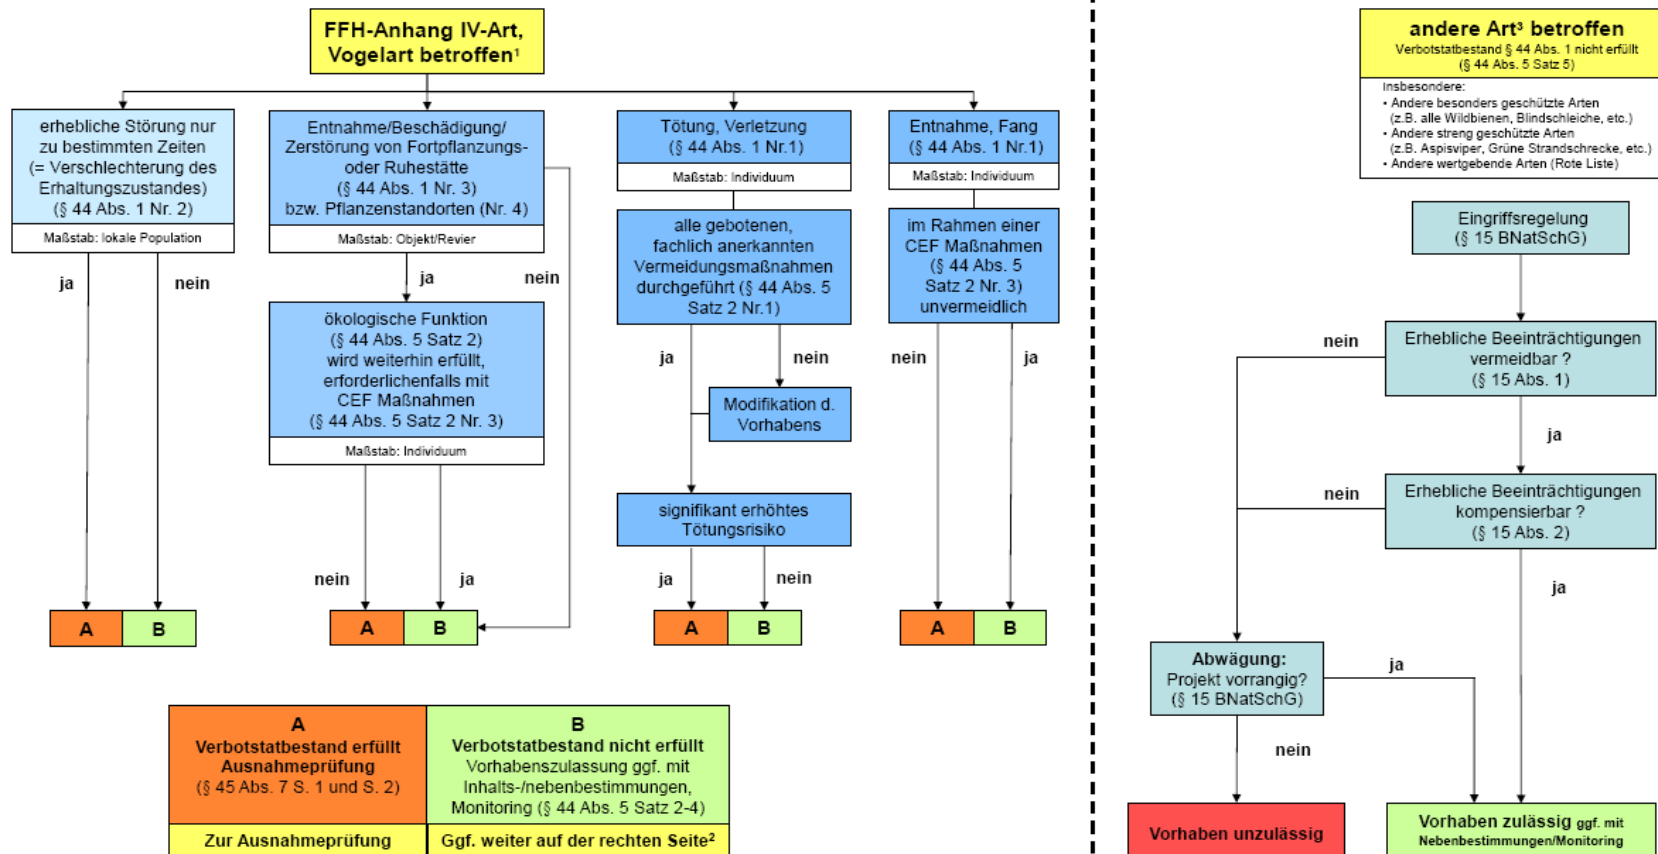 FFH-Anhang IV-Art,
Vogelart betroffen¹
erhebliche Störung nur
zu bestimmten Zeiten
(= Verschlechterung des
Erhaltungszustandes)
(§ 44 Abs. 1 Nr. 2)
Maßstab: lokale Population
ja
nein
A
B
Entnahme/Beschädigung/
Zerstörung von Fortpflanzungs-
oder Ruhestätte
(§ 44 Abs. 1 Nr. 3)
bzw. Pflanzenstandorten (Nr. 4)
Maßstab: Objekt/Revier
ja
nein
ökologische Funktion
(§ 44 Abs. 5 Satz 2)
wird weiterhin erfüllt,
erforderlichenfalls mit
CEF Maßnahmen
(§ 44 Abs. 5 Satz 2 Nr. 3)
Maßstab: Individuum
nein
ja
A
B
Tötung, Verletzung
(§ 44 Abs. 1 Nr.1)
Maßstab: Individuum
alle gebotenen,
fachlich anerkannten
Vermeidungsmaßnahmen
durchgeführt (§ 44 Abs. 5
Satz 2 Nr.1)
ja
nein
Modifikation d.
Vorhabens
signifikant erhöhtes
Tötungsrisiko
ja
nein
A
B
Entnahme, Fang
(§ 44 Abs. 1 Nr.1)
Maßstab: Individuum
im Rahmen einer
CEF Maßnahmen
(§ 44 Abs. 5
Satz 2 Nr. 3)
unvermeidlich
nein
ja
A
B
A
Verbotstatbestand erfüllt
Ausnahmeprüfung
(§ 45 Abs. 7 S. 1 und S. 2)
Zur Ausnahmeprüfung
B
Verbotstatbestand nicht erfüllt
Vorhabenszulassung ggf. mit
Inhalts-/nebenbestimmungen,
Monitoring (§ 44 Abs. 5 Satz 2-4)
Ggf. weiter auf der rechten Seite²
andere Art³ betroffen
Verbotstatbestand § 44 Abs. 1 nicht erfüllt
(§ 44 Abs. 5 Satz 5)
Insbesondere:
• Andere besonders geschützte Arten
(z.B. alle Wildbienen, Blindschleiche, etc.)
• Andere streng geschützte Arten
(z.B. Aspisviper, Grüne Strandschrecke, etc.)
• Andere wertgebende Arten (Rote Liste)
Eingriffsregelung
(§ 15 BNatSchG)
nein
Erhebliche Beeinträchtigungen
vermeidbar ?
(§ 15 Abs. 1)
ja
nein
Erhebliche Beeinträchtigungen
kompensierbar ?
(§ 15 Abs. 2)
ja
Abwägung:
Projekt vorrangig?
(§ 15 BNatSchG)
ja
nein
Vorhaben unzulässig
Vorhaben zulässig ggf. mit
Nebenbestimmungen/Monitoring